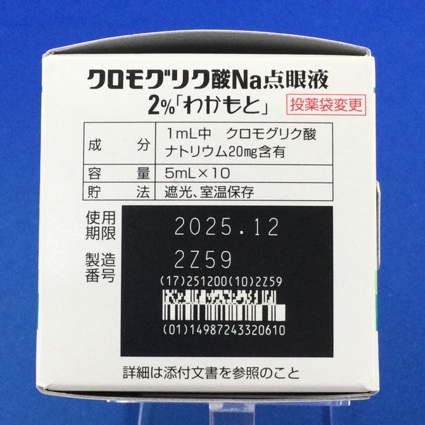 クロモグリク酸Na点眼液
2%「わかもと」 投薬袋変更
成分 1mL中 クロモグリク酸
ナトリウム20mg含有
容量 5mL×10
貯法 遮光、室温保存
使用期限 2025.12
製造番号 2Z59
(17)251200(10)2Z59
(01)14987243320610
詳細は添付文書を参照のこと